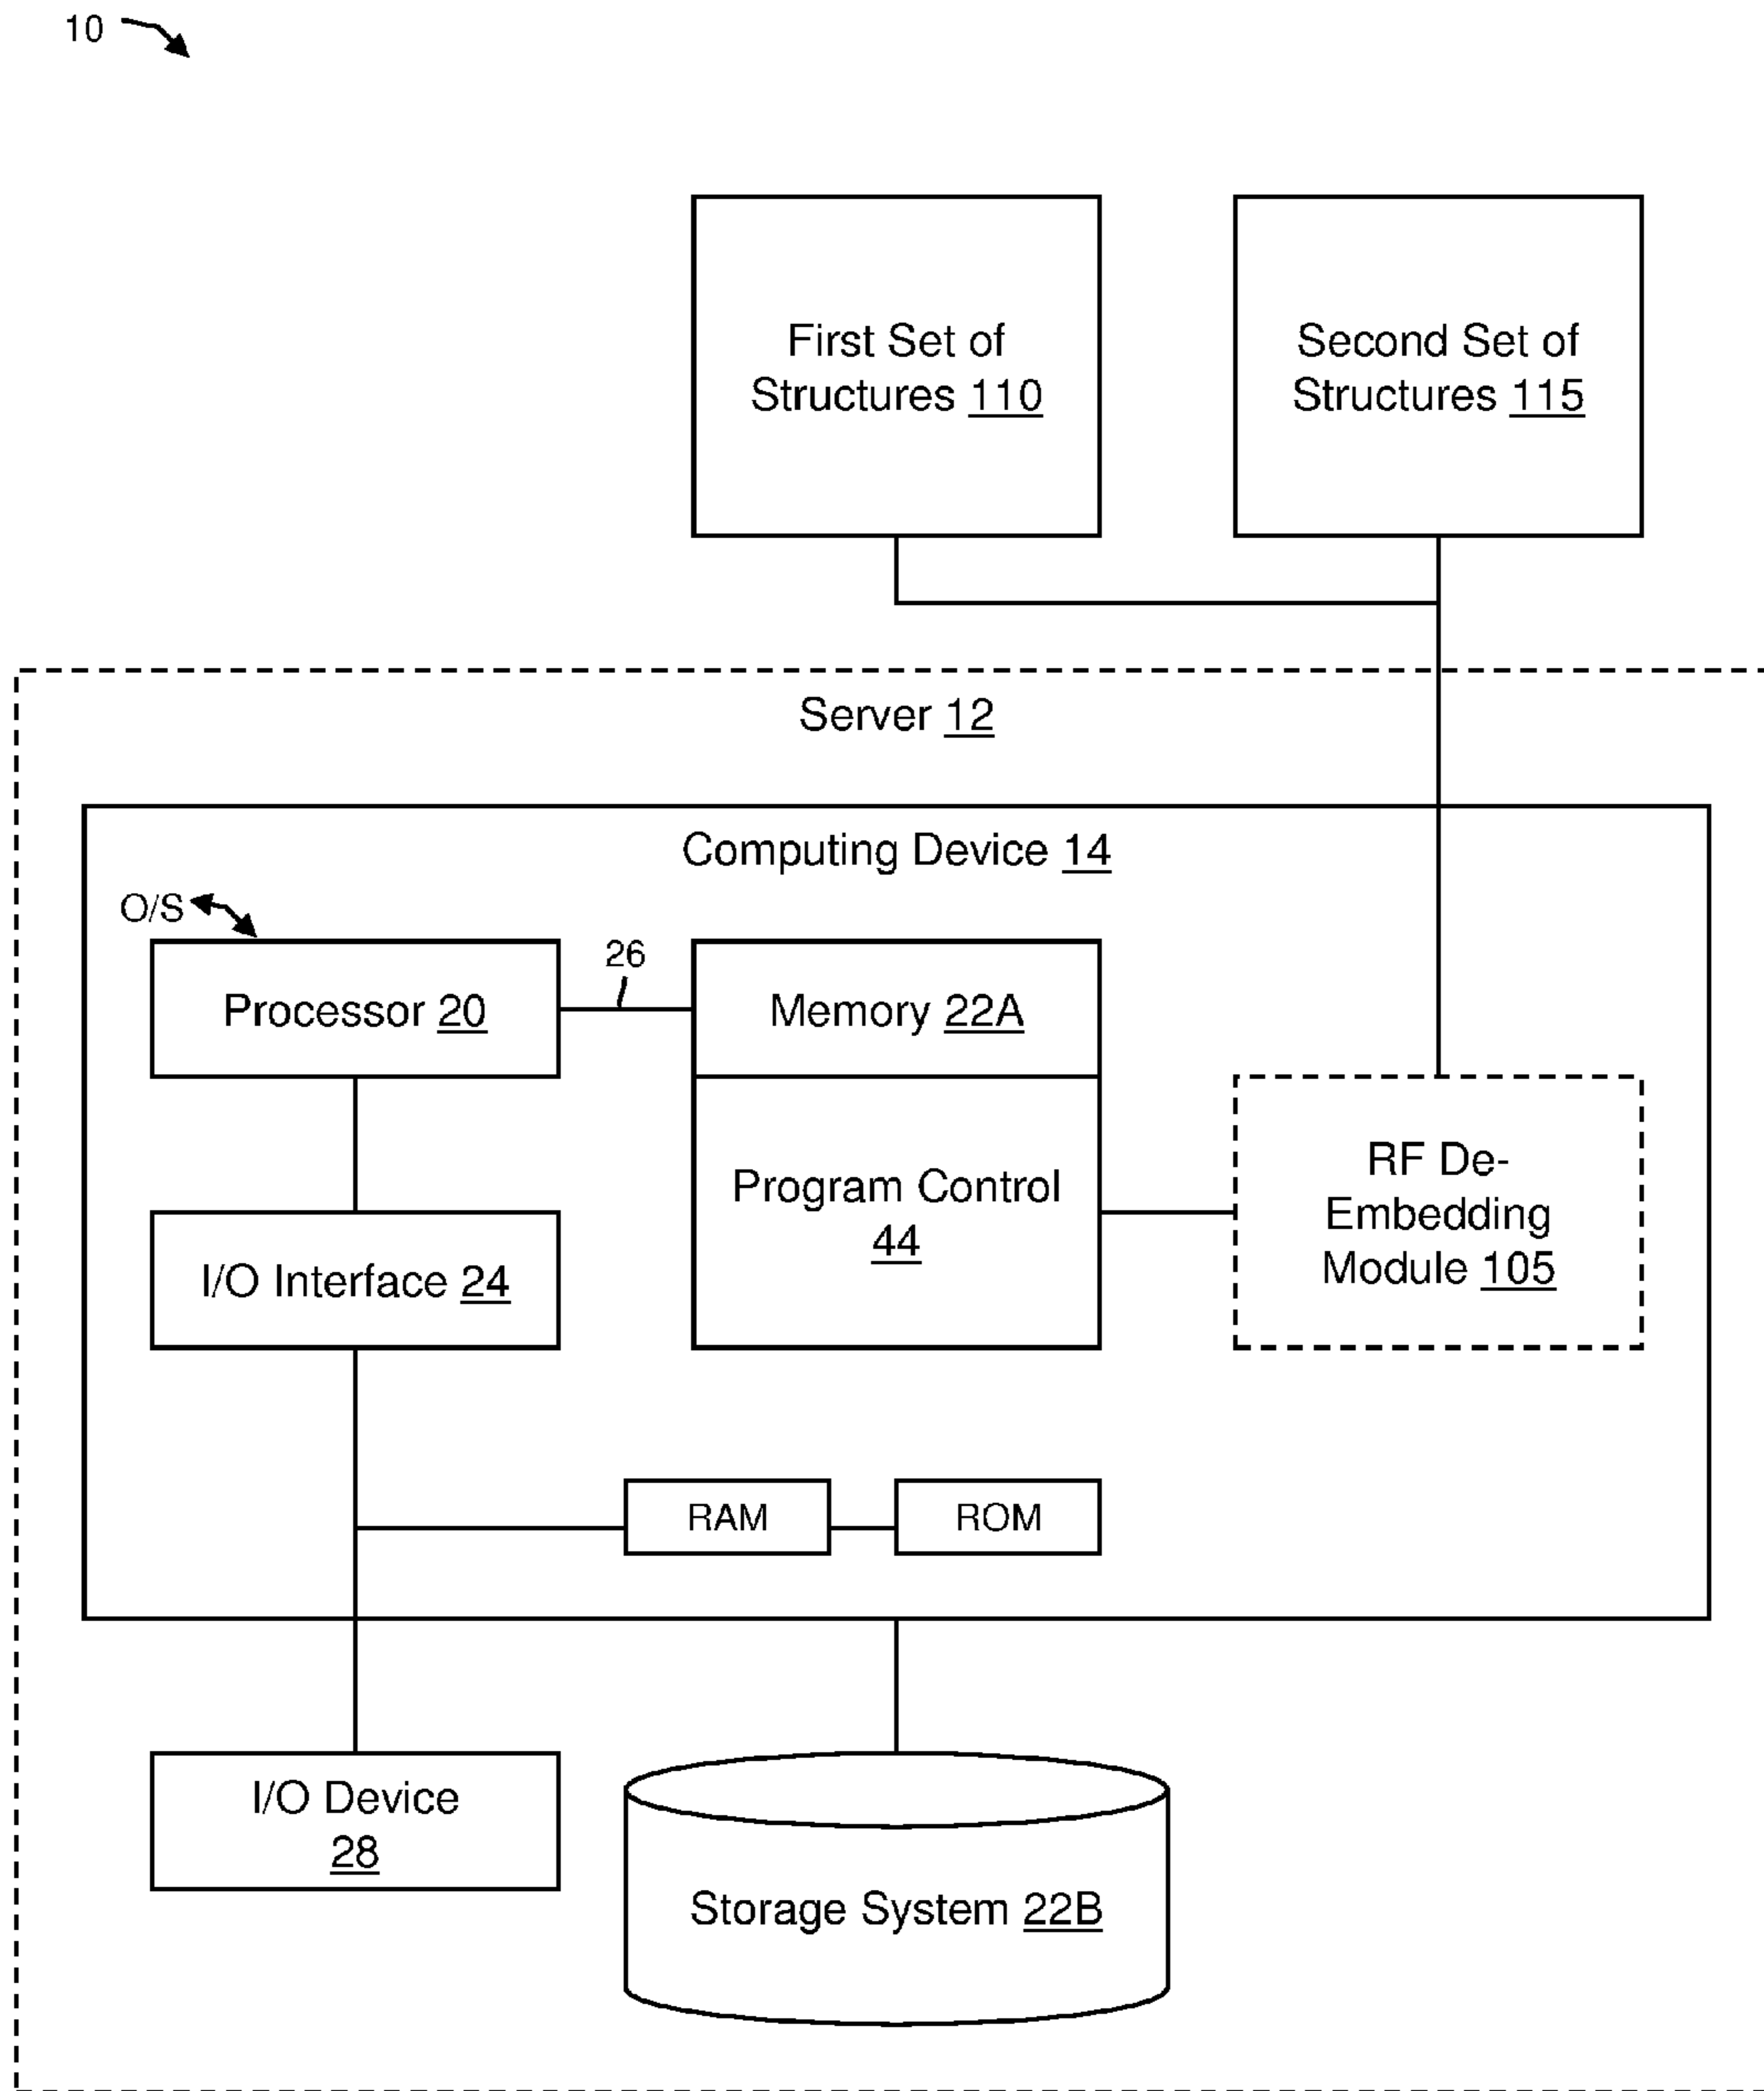 10
First Set of
Structures 110
Second Set of
Structures 115
Server 12
Computing Device 14
O/S
26
Processor 20
Memory 22A
Program Control
44
RF De-
Embedding
Module 105
I/O Interface 24
RAM
ROM
I/O Device
28
Storage System 22B